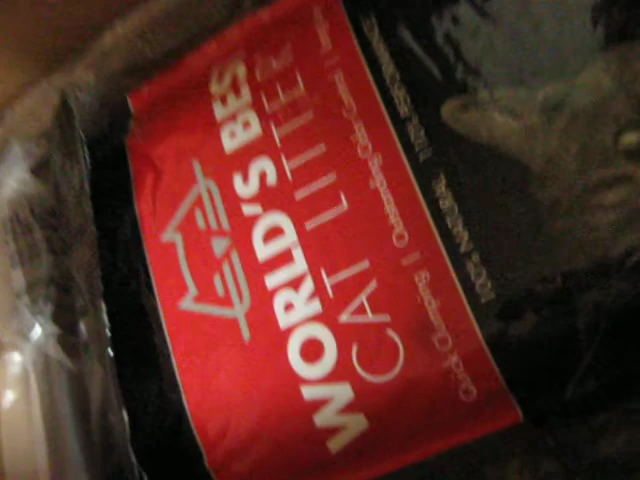 WORLD'S BES
CAT LITTER
Quick Clumping | Outstanding Odor Control |
100% NATURAL